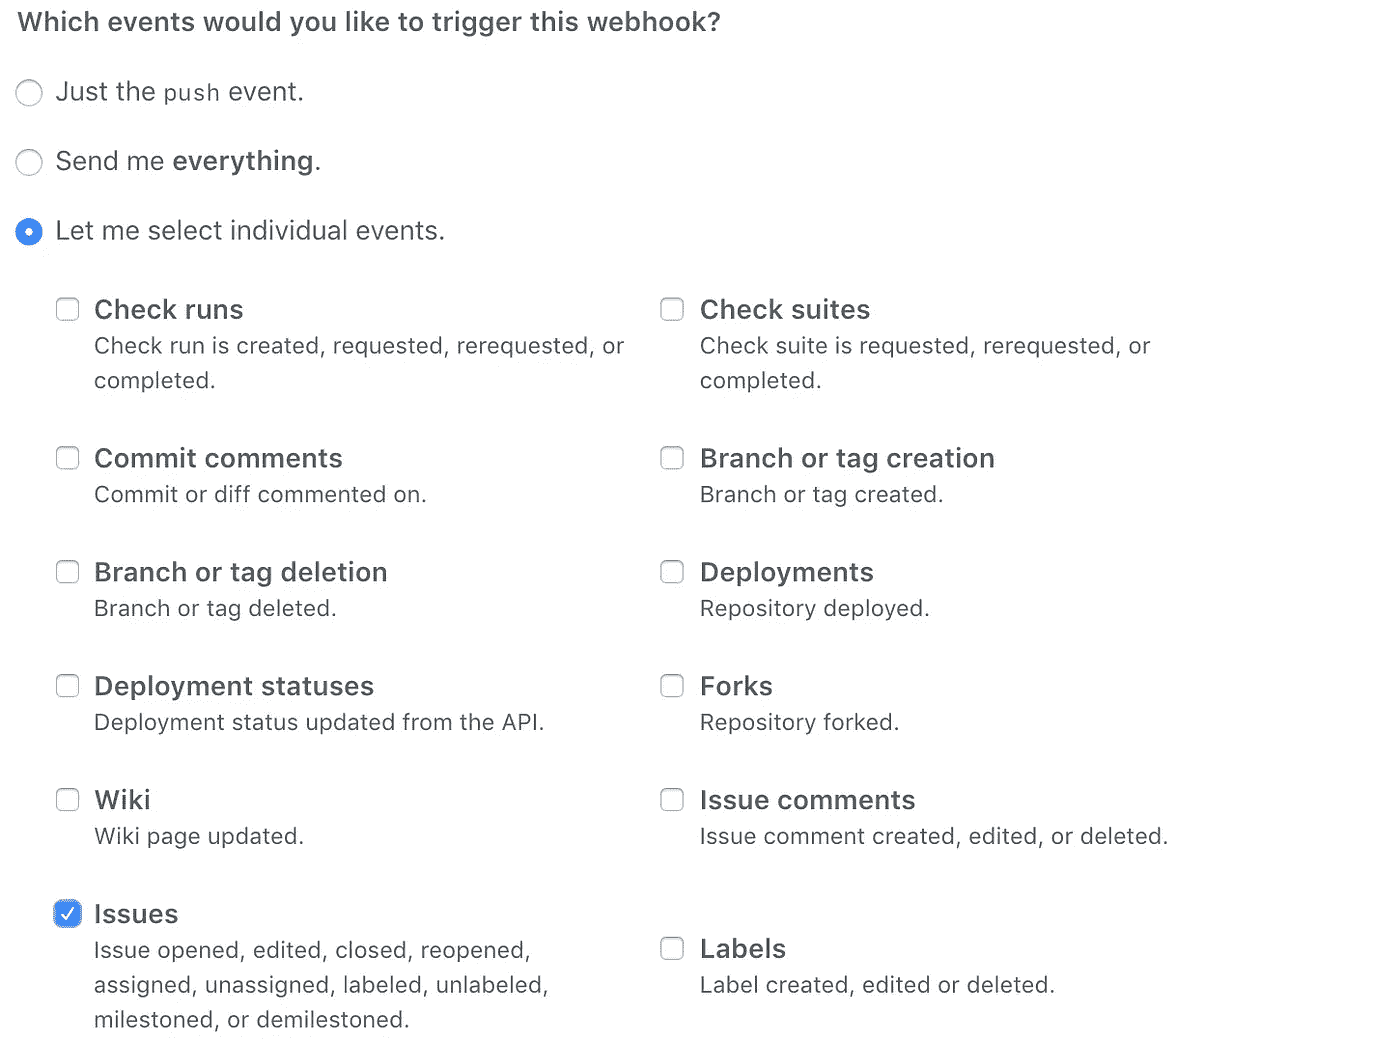 Which events would you like to trigger this webhook?
Just the push event.
Send me everything.
Let me select individual events.
Check runs
Check run is created, requested, rerequested, or
completed.
Check suites
Check suite is requested, rerequested, or
completed.
Commit comments
Commit or diff commented on.
Branch or tag creation
Branch or tag created.
Branch or tag deletion
Branch or tag deleted.
Deployments
Repository deployed.
Deployment statuses
Deployment status updated from the API.
Forks
Repository forked.
Wiki
Wiki page updated.
Issue comments
Issue comment created, edited, or deleted.
Issues
Issue opened, edited, closed, reopened,
assigned, unassigned, labeled, unlabeled,
milestoned, or demilestoned.
Labels
Label created, edited or deleted.